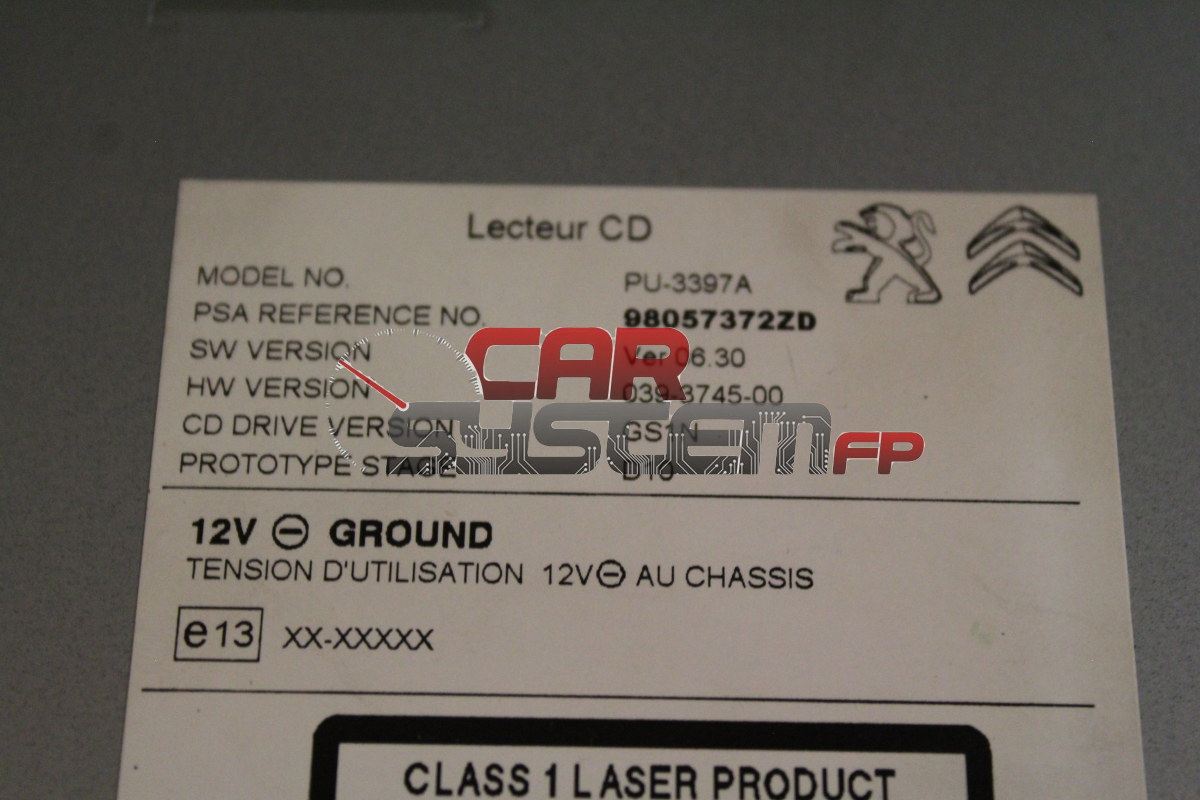 Lecteur CD
MODEL NO. PU-3397A
PSA REFERENCE NO. 98057372ZD
SW VERSION Ver 06.30
HW VERSION 039-3745-00
CD DRIVE VERSION GS1N
PROTOTYPE STAGE D10
CAR
SYSTEM FP
12V ⊖ GROUND
TENSION D'UTILISATION 12V⊖ AU CHASSIS
e13 XX-XXXXX
CLASS 1 LASER PRODUCT